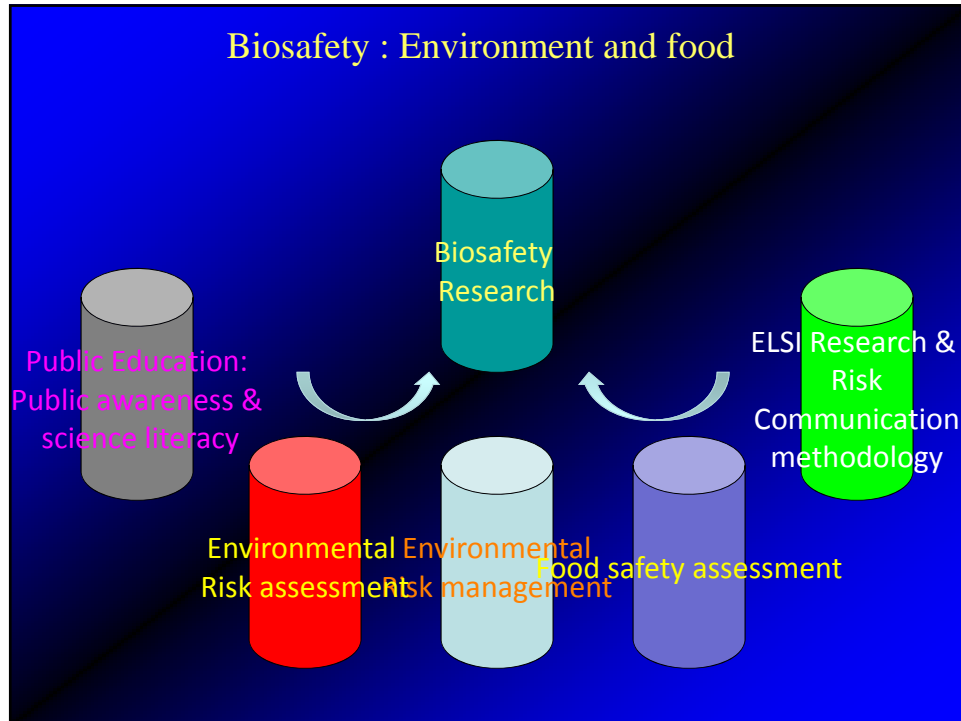 Biosafety : Environment and food
Biosafety
Research
Public Education:
Public awareness &
science literacy
ELSI Research &
Risk
Communication
methodology
Environmental
Risk assessment
Environmental
Risk management
Food safety assessment